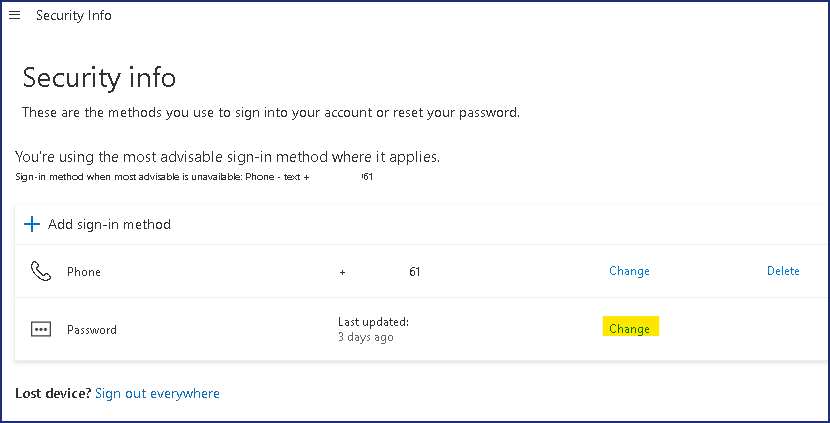 Security Info
Security info
These are the methods you use to sign into your account or reset your password.
You're using the most advisable sign-in method where it applies.
Sign-in method when most advisable is unavailable: Phone - text + 61
Add sign-in method
Phone + 61 Change Delete
Password Last updated: Change
3 days ago
Lost device? Sign out everywhere